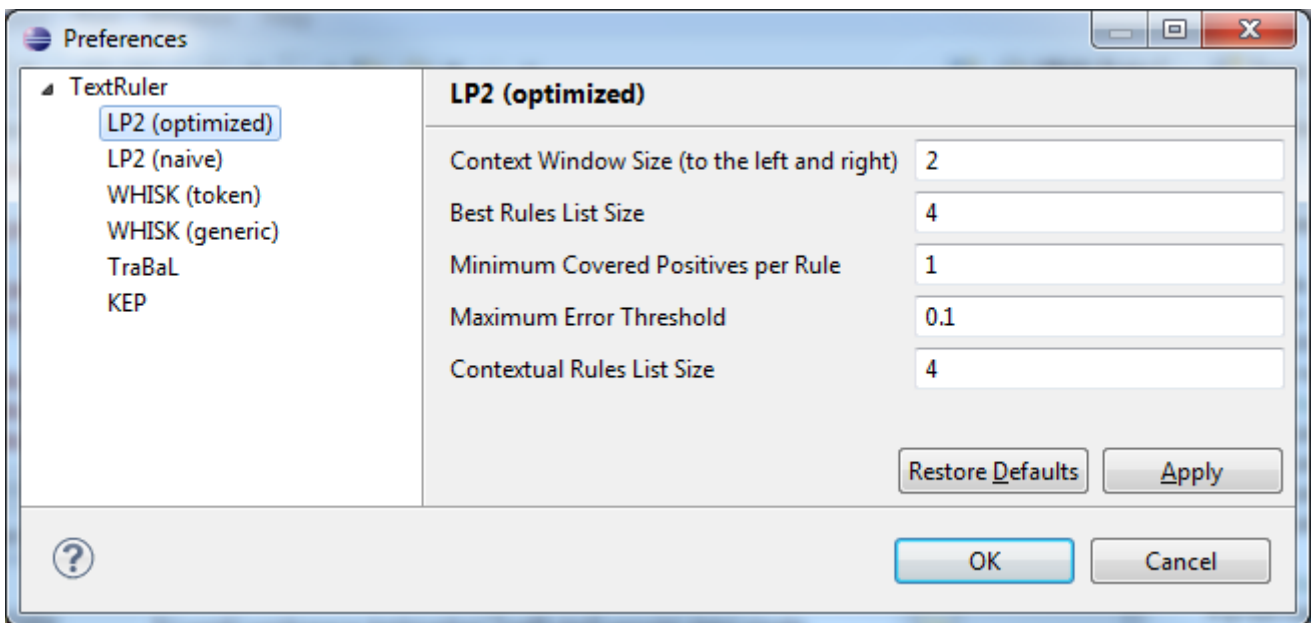 Preferences
TextRuler
LP2 (optimized)
LP2 (naive)
WHISK (token)
WHISK (generic)
TraBaL
KEP
LP2 (optimized)
Context Window Size (to the left and right) 2
Best Rules List Size 4
Minimum Covered Positives per Rule 1
Maximum Error Threshold 0.1
Contextual Rules List Size 4
Restore Defaults Apply
? OK Cancel